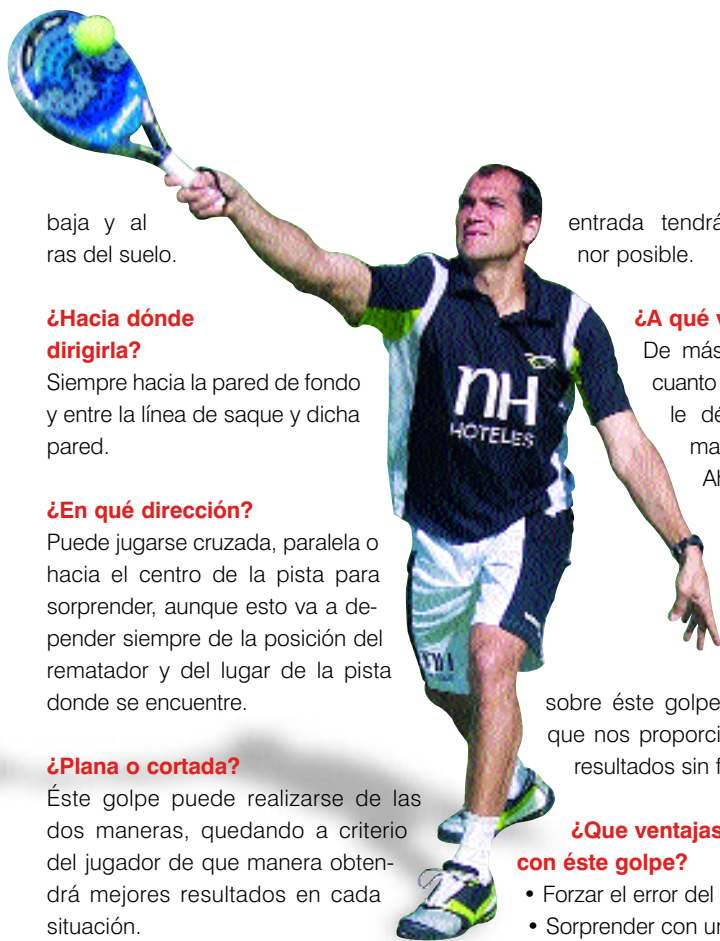 baja y al
ras del suelo.
¿Hacia dónde
dirigirla?
Siempre hacia la pared de fondo
y entre la línea de saque y dicha
pared.
¿En qué dirección?
Puede jugarse cruzada, paralela o
hacia el centro de la pista para
sorprender, aunque esto va a de-
pender siempre de la posición del
rematador y del lugar de la pista
donde se encuentre.
¿Plana o cortada?
Éste golpe puede realizarse de las
dos maneras, quedando a criterio
del jugador de que manera obten-
drá mejores resultados en cada
situación.
nH
HOTELES
entrada tendrá
nor posible.
¿A qué
De más
cuanto
le
ma
sobre éste golpe
que nos proporci
resultados sin
¿Que ventajas
con éste golpe?
• Forzar el error del
• Sorprender con un